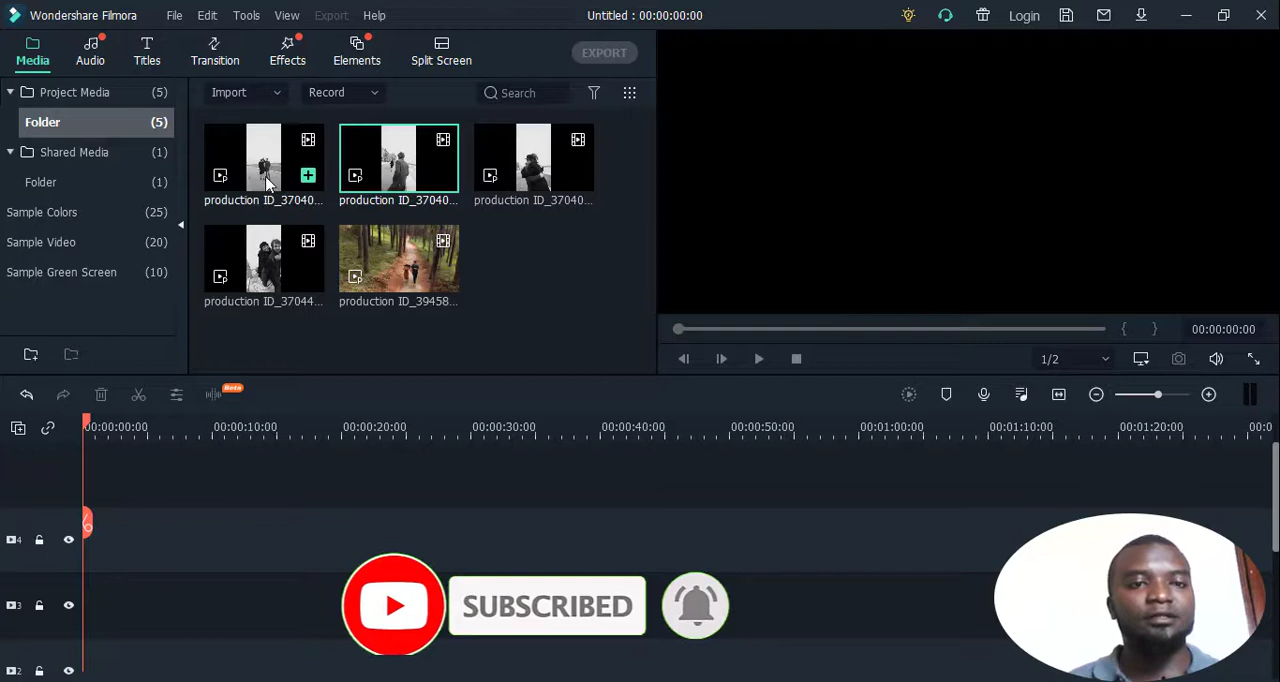 Wondershare Filmora File Edit Tools View Export Help Untitled : 00:00:00:00 Login
Media Audio Titles Transition Effects Elements Split Screen EXPORT
Project Media (5) Import Record Search
Folder (5)
Shared Media (1)
Folder (1)
Sample Colors (25)
Sample Video (20)
Sample Green Screen (10)
production ID_37040... production ID_37040... production ID_37040...
production ID_37044... production ID_39458...
{ } 00:00:00:00
1/2
Beta
00:00:00:00 00:00:10:00 00:00:20:00 00:00:30:00 00:00:40:00 00:00:50:00 00:01:00:00 00:01:10:00 00:01:20:00 00:0
4
3
SUBSCRIBED
2